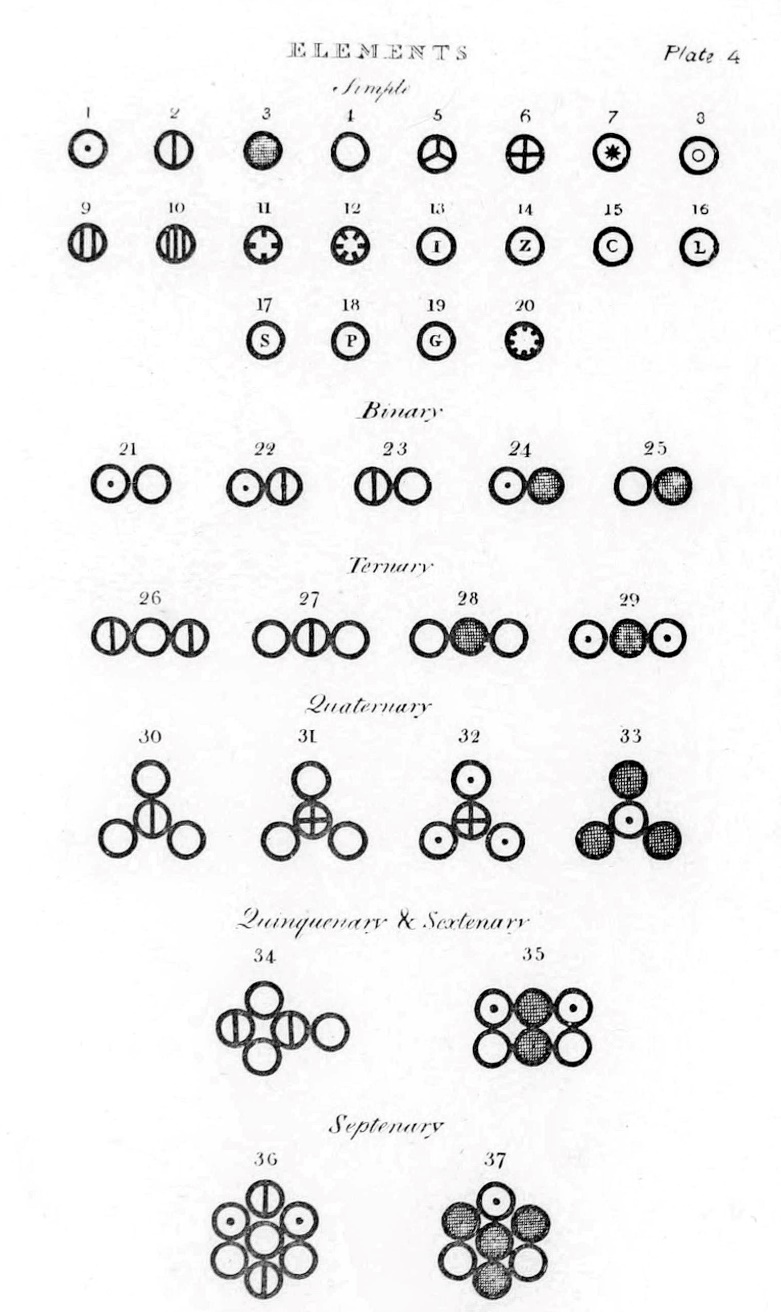 ELEMENTS Plate 4
Simple
1 2 3 4 5 6 7 8
9 10 11 12 13 14 15 16
I Z C L
17 18 19 20
S P G
Binary
21 22 23 24 25
Ternary
26 27 28 29
Quaternary
30 31 32 33
Quinquenary & Sextenary
34 35
Septenary
36 37